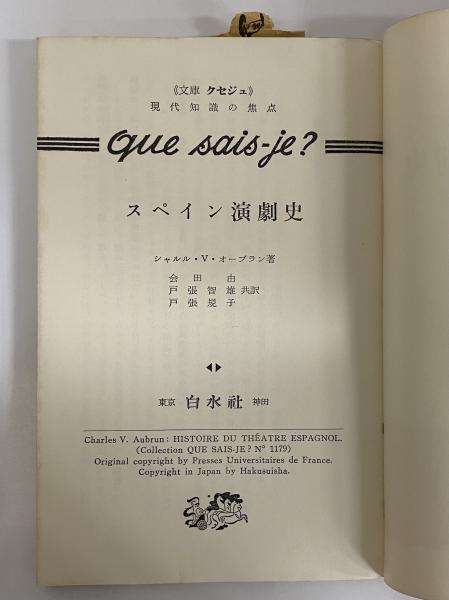 《文庫 クセジュ》
現代知識の焦点
que sais-je?
スペイン演劇史
シャルル・V・オーブラン著
会田由
戸張智雄 共訳
戸張規子
東京 白水社 神田
Charles V. Aubrun: HISTOIRE DU THÉATRE ESPAGNOL.
(Collection QUE SAIS-JE? N° 1179)
Original copyright by Presses Universitaires de France.
Copyright in Japan by Hakusuisha.